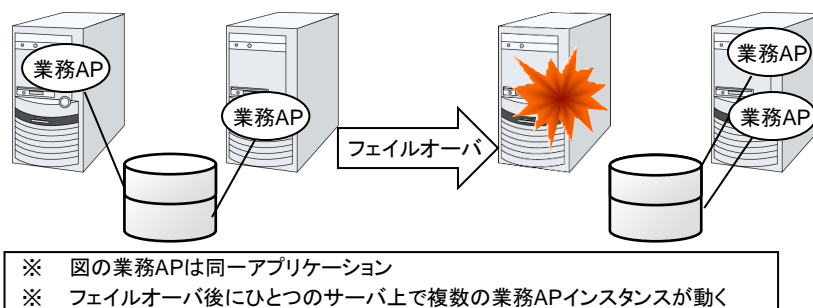 業務AP
業務AP
フェイルオーバ
業務AP
業務AP
※ 図の業務APは同一アプリケーション
※ フェイルオーバ後にひとつのサーバ上で複数の業務APインスタンスが動く